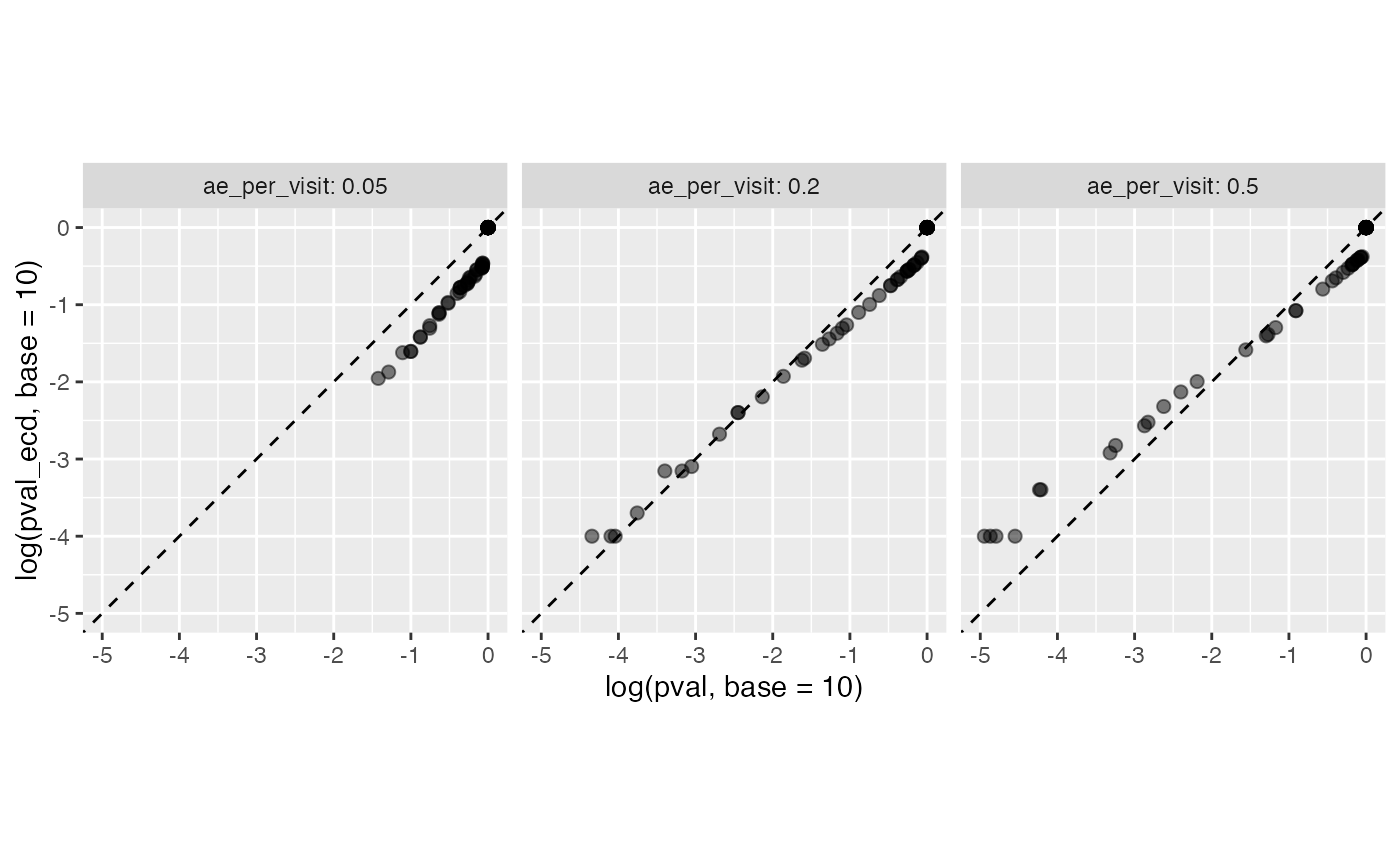 ae_per_visit: 0.05 ae_per_visit: 0.2 ae_per_visit: 0.5
log(pval_ecd, base = 10)
0
-1
-2
-3
-4
-5
-5 -4 -3 -2 -1 0 -5 -4 -3 -2 -1 0 -5 -4 -3 -2 -1 0
log(pval, base = 10)